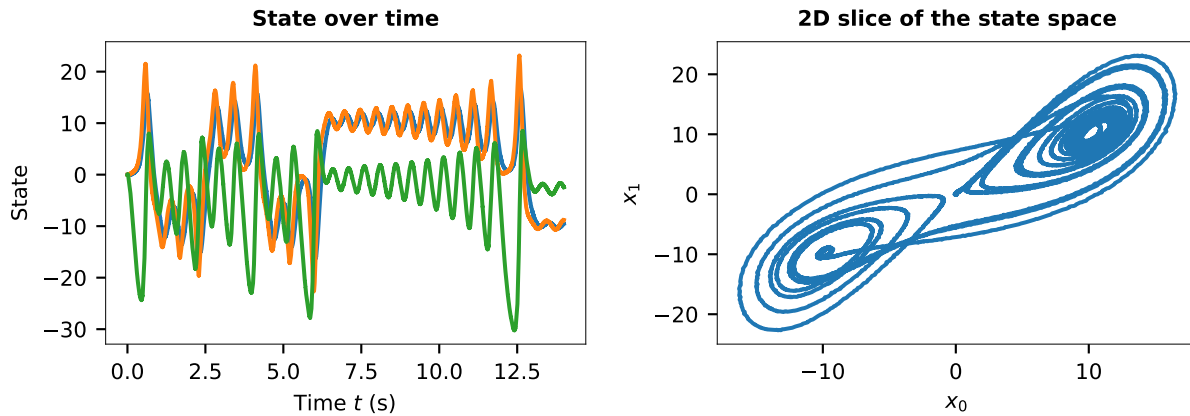 State over time
20
10
0
−10
−20
−30
State
0.0 2.5 5.0 7.5 10.0 12.5
Time t (s)
2D slice of the state space
20
10
0
−10
−20
x₁
−10 0 10
x₀